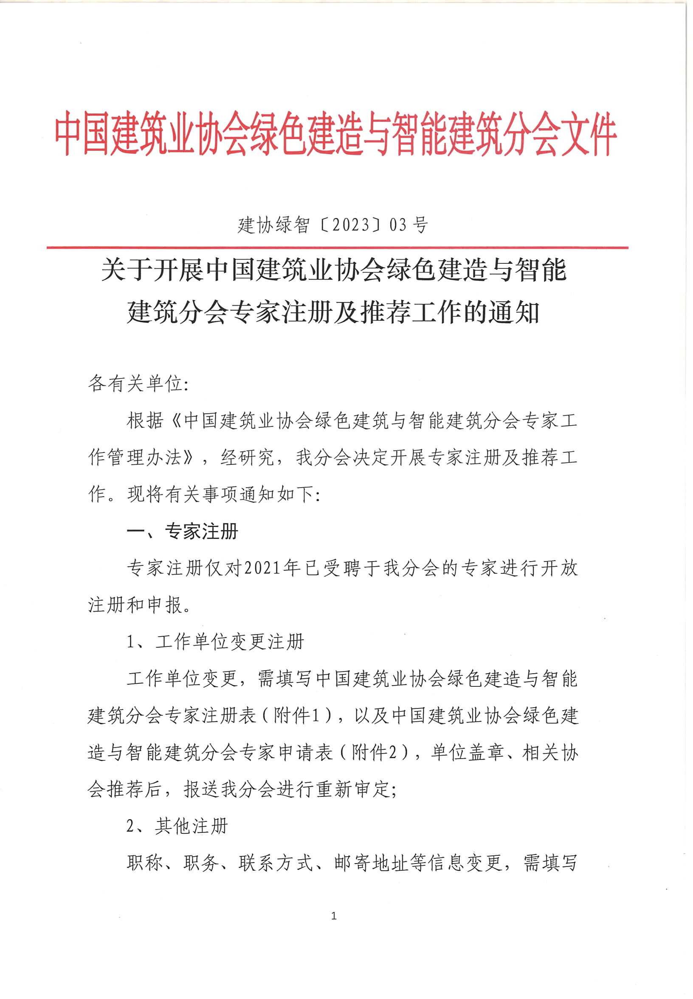 中国建筑业协会绿色建造与智能建筑分会文件
建协绿智〔2023〕03号
关于开展中国建筑业协会绿色建造与智能
建筑分会专家注册及推荐工作的通知
各有关单位:
根据《中国建筑业协会绿色建筑与智能建筑分会专家工
作管理办法》,经研究,我分会决定开展专家注册及推荐工
作。现将有关事项通知如下:
一、专家注册
专家注册仅对2021年已受聘于我分会的专家进行开放
注册和申报。
1、工作单位变更注册
工作单位变更,需填写中国建筑业协会绿色建造与智能
建筑分会专家注册表(附件1),以及中国建筑业协会绿色建
造与智能建筑分会专家申请表(附件2),单位盖章、相关协
会推荐后,报送我分会进行重新审定;
2、其他注册
职称、职务、联系方式、邮寄地址等信息变更,需填写
1